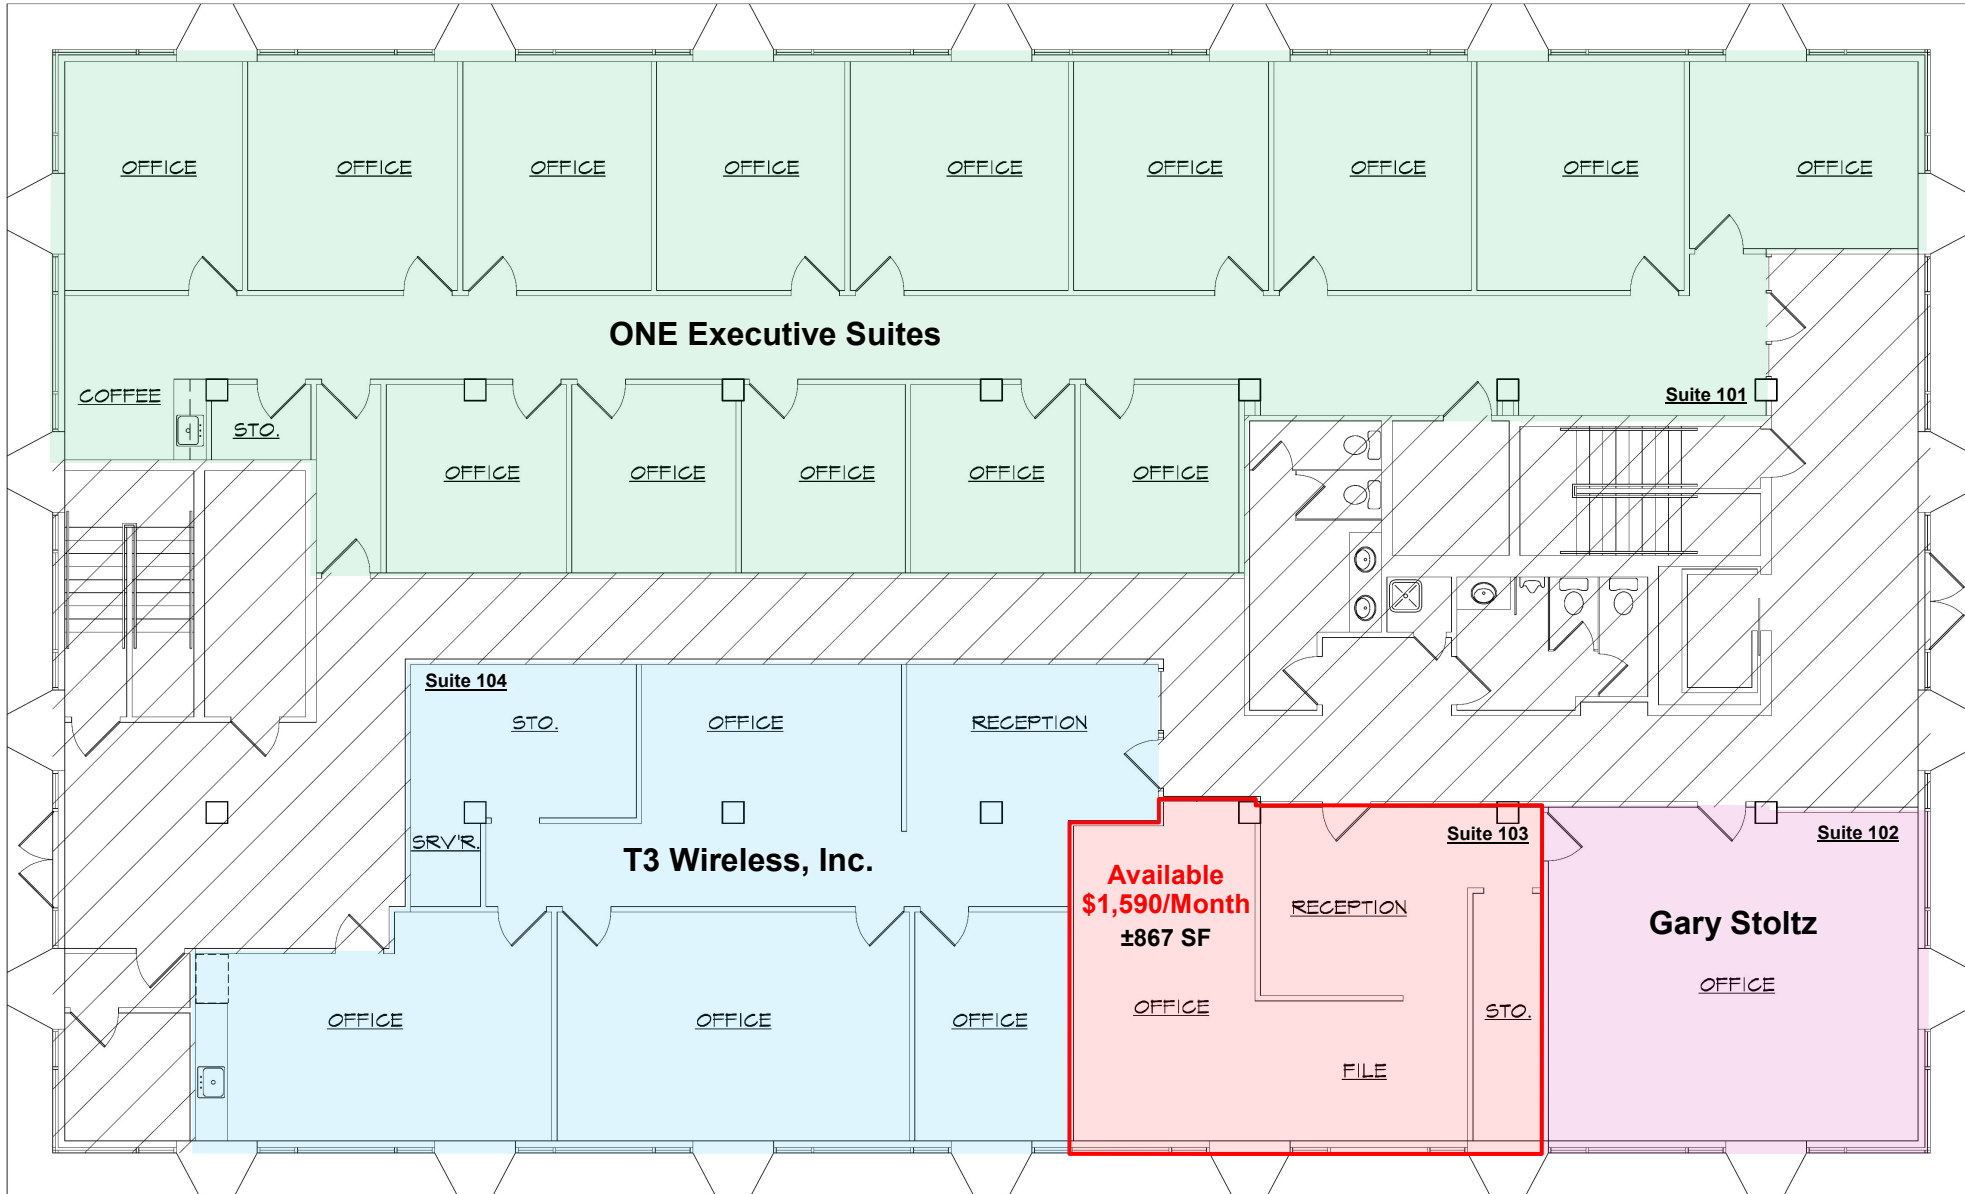 OFFICE
OFFICE
OFFICE
OFFICE
OFFICE
OFFICE
OFFICE
OFFICE
OFFICE
ONE Executive Suites
COFFEE
STO.
Suite 101
OFFICE
OFFICE
OFFICE
OFFICE
OFFICE
Suite 104
STO.
OFFICE
RECEPTION
SRV'R.
T3 Wireless, Inc.
OFFICE
OFFICE
OFFICE
Suite 103
Available
$1,590/Month
±867 SF
RECEPTION
OFFICE
STO.
FILE
Suite 102
Gary Stoltz
OFFICE